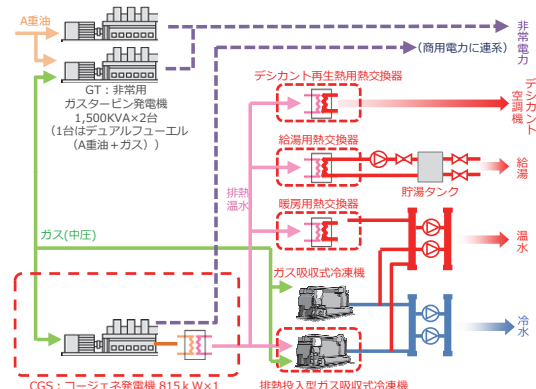 A重油
非常電力
(商用電力に連系)
GT：非常用
ガスタービン発電機
1,500KVA×2台
(1台はデュアルフューエル
(A重油＋ガス))
デシカント再生熱用熱交換器
デシカント
空調機
給湯用熱交換器
給湯
貯湯タンク
排熱
温水
暖房用熱交換器
温水
ガス(中圧)
ガス吸収式冷凍機
冷水
CGS：コージェネ発電機 815ｋW×1
排熱投入型ガス吸収式冷凍機